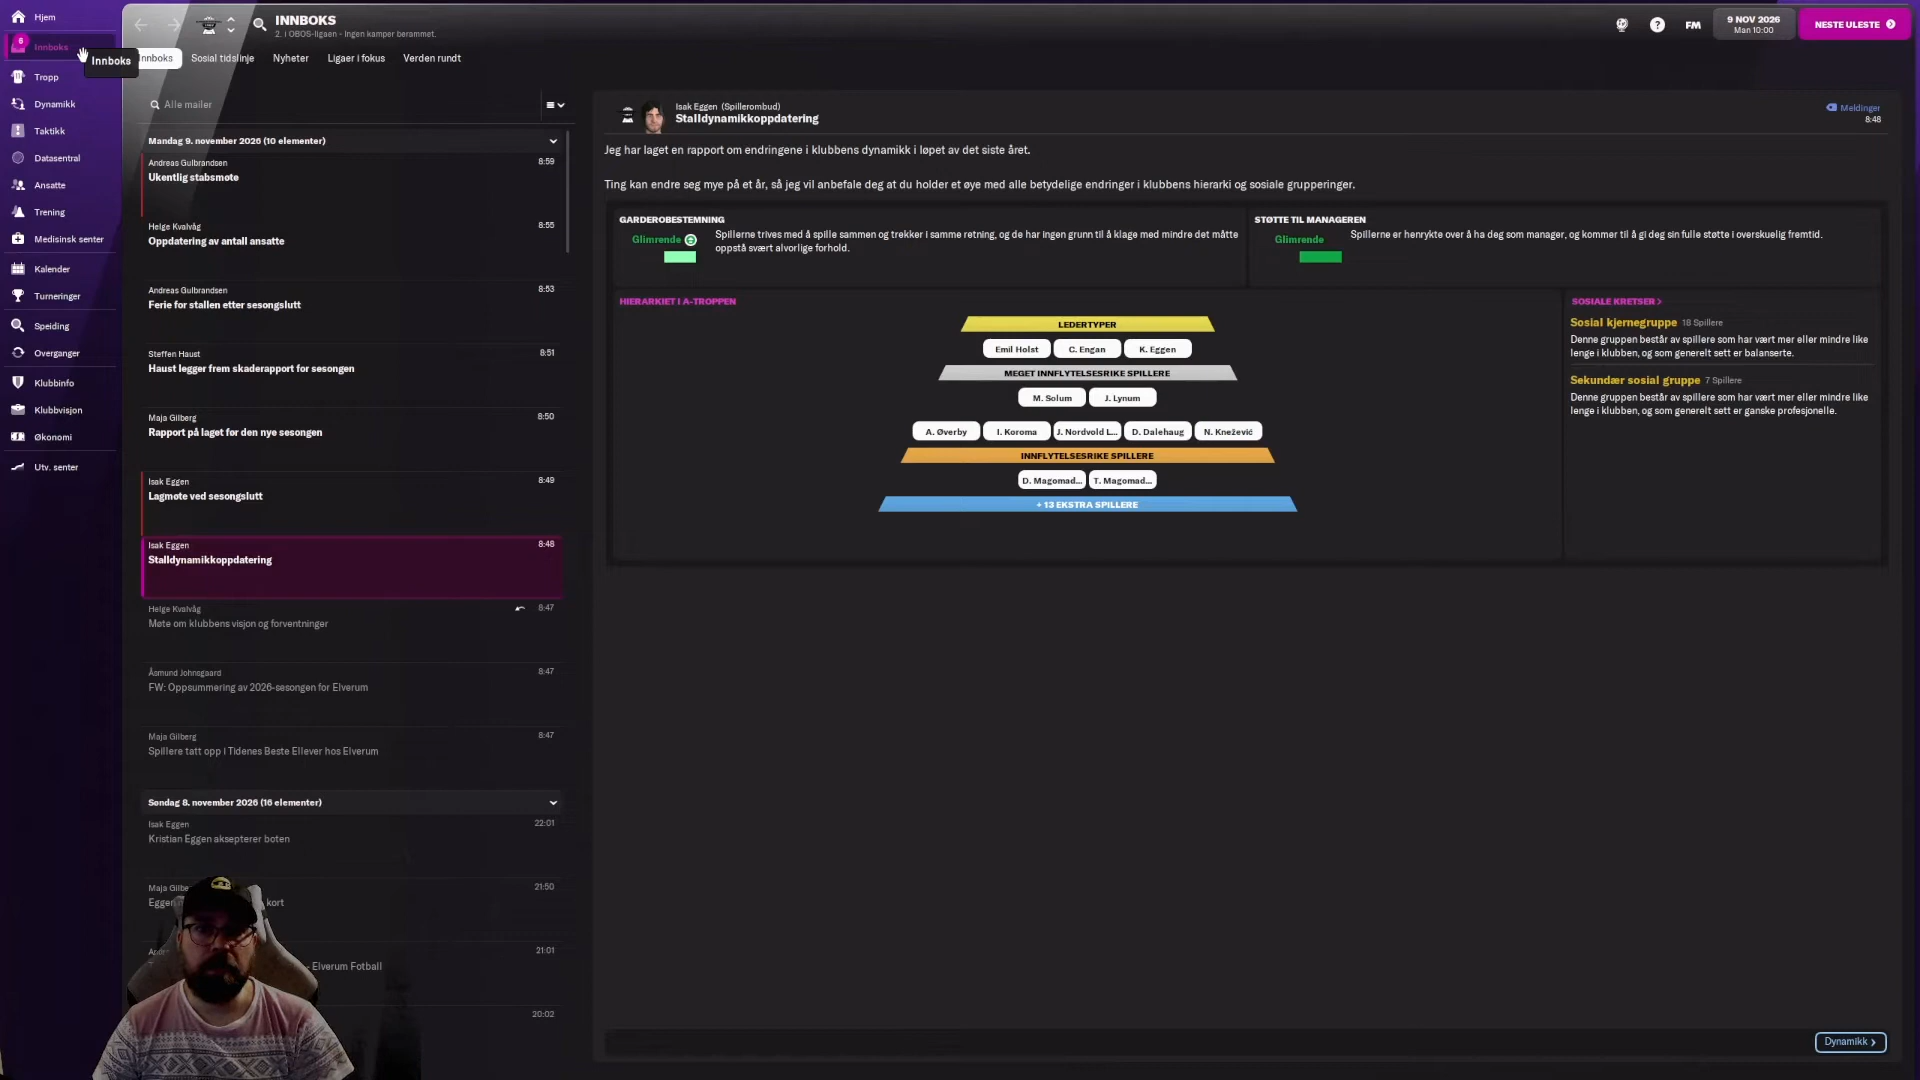 Hjem
6
Innboks
Innboks
Tropp
Dynamikk
Taktikk
Datasentral
Ansatte
Trening
Medisinsk senter
Kalender
Turneringer
Speiding
Overganger
Klubbinfo
Klubbvisjon
Økonomi
Utv. senter
INNBOKS
2. i OBOS-ligaen - Ingen kamper berammet.
FM
9 NOV 2026
Man 10:00
NESTE ULESTE
nnboks
Sosial tidslinje
Nyheter
Ligaer i fokus
Verden rundt
Alle mailer
Mandag 9. november 2026 (10 elementer)
Andreas Gulbrandsen 8:59
Ukentlig stabsmøte
Helge Kvalvåg 8:55
Oppdatering av antall ansatte
Andreas Gulbrandsen 8:53
Ferie for stallen etter sesongslutt
Steffen Haust 8:51
Haust legger frem skaderapport for sesongen
Maja Gilberg 8:50
Rapport på laget før den nye sesongen
Isak Eggen 8:49
Lagmøte ved sesongslutt
Isak Eggen 8:48
Stalldynamikkoppdatering
Helge Kvalvåg 8:47
Møte om klubbens visjon og forventninger
Åsmund Johnsgaard 8:47
FW: Oppsummering av 2026-sesongen for Elverum
Maja Gilberg 8:47
Spillere tatt opp i Tidenes Beste Ellever hos Elverum
Søndag 8. november 2026 (16 elementer)
Isak Eggen 22:01
Kristian Eggen aksepterer boten
Maja Gilbe 21:50
Eggen kort
21:01
- Elverum Fotball
20:02
Isak Eggen (Spillerombud)
Stalldynamikkoppdatering
Meldinger
8:48
Jeg har laget en rapport om endringene i klubbens dynamikk i løpet av det siste året.
Ting kan endre seg mye på et år, så jeg vil anbefale deg at du holder et øye med alle betydelige endringer i klubbens hierarki og sosiale grupperinger.
GARDEROBESTEMNING
Glimrende
Spillerne trives med å spille sammen og trekker i samme retning, og de har ingen grunn til å klage med mindre det måtte
oppstå svært alvorlige forhold.
STØTTE TIL MANAGEREN
Glimrende
Spillerne er henrykte over å ha deg som manager, og kommer til å gi deg sin fulle støtte i overskuelig fremtid.
HIERARKIET I A-TROPPEN
LEDERTYPER
Emil Holst C. Engan K. Eggen
MEGET INNFLYTELSESRIKE SPILLERE
M. Solum J. Lynum
A. Øverby I. Koroma J. Nordvold L... D. Dalehaug N. Knežević
INNFLYTELSESRIKE SPILLERE
D. Magomad... T. Magomad...
+ 13 EKSTRA SPILLERE
SOSIALE KRETSER >
Sosial kjernegruppe 18 Spillere
Denne gruppen består av spillere som har vært mer eller mindre like
lenge i klubben, og som generelt sett er balanserte.
Sekundær sosial gruppe 7 Spillere
Denne gruppen består av spillere som har vært mer eller mindre like
lenge i klubben, og som generelt sett er ganske profesjonelle.
Dynamikk >